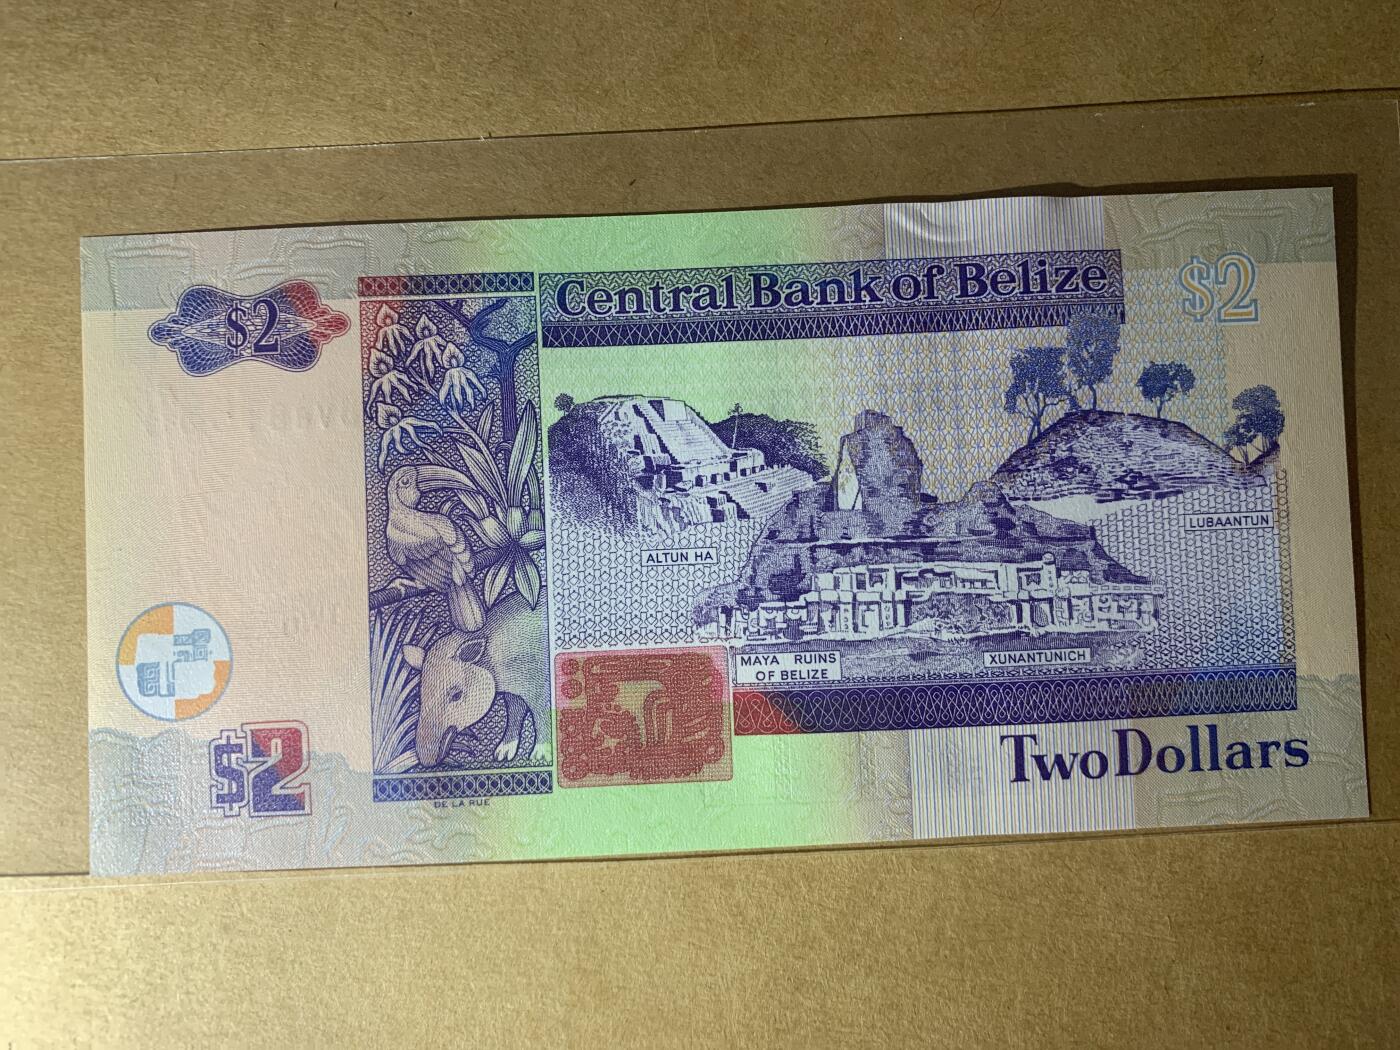 $2
Central Bank of Belize
$2
ALTUN HA
LUBAANTUN
MAYA RUINS
OF BELIZE
XUNANTUNICH
$2
Two Dollars
DE LA RUE